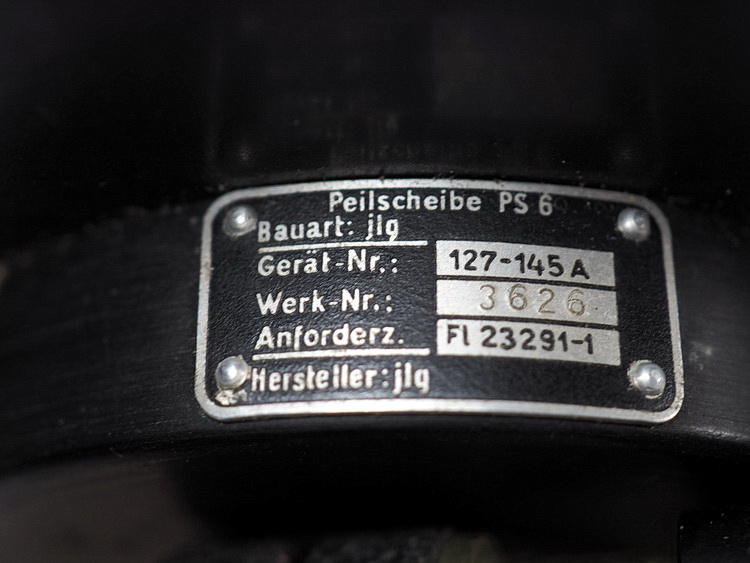 Peilscheibe PS 6
Bauart: jlg
Gerät-Nr.: 127-145 A
Werk-Nr.: 3626
Anforderz. Fl 23291-1
Hersteller: jlg